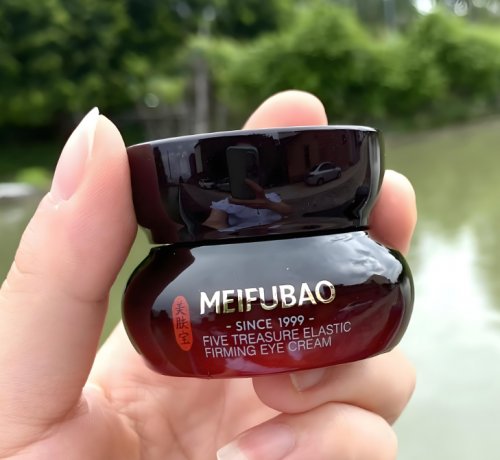 MEIFUBAO
- SINCE 1999 -
FIVE TREASURE ELASTIC
FIRMING EYE CREAM
美肤宝